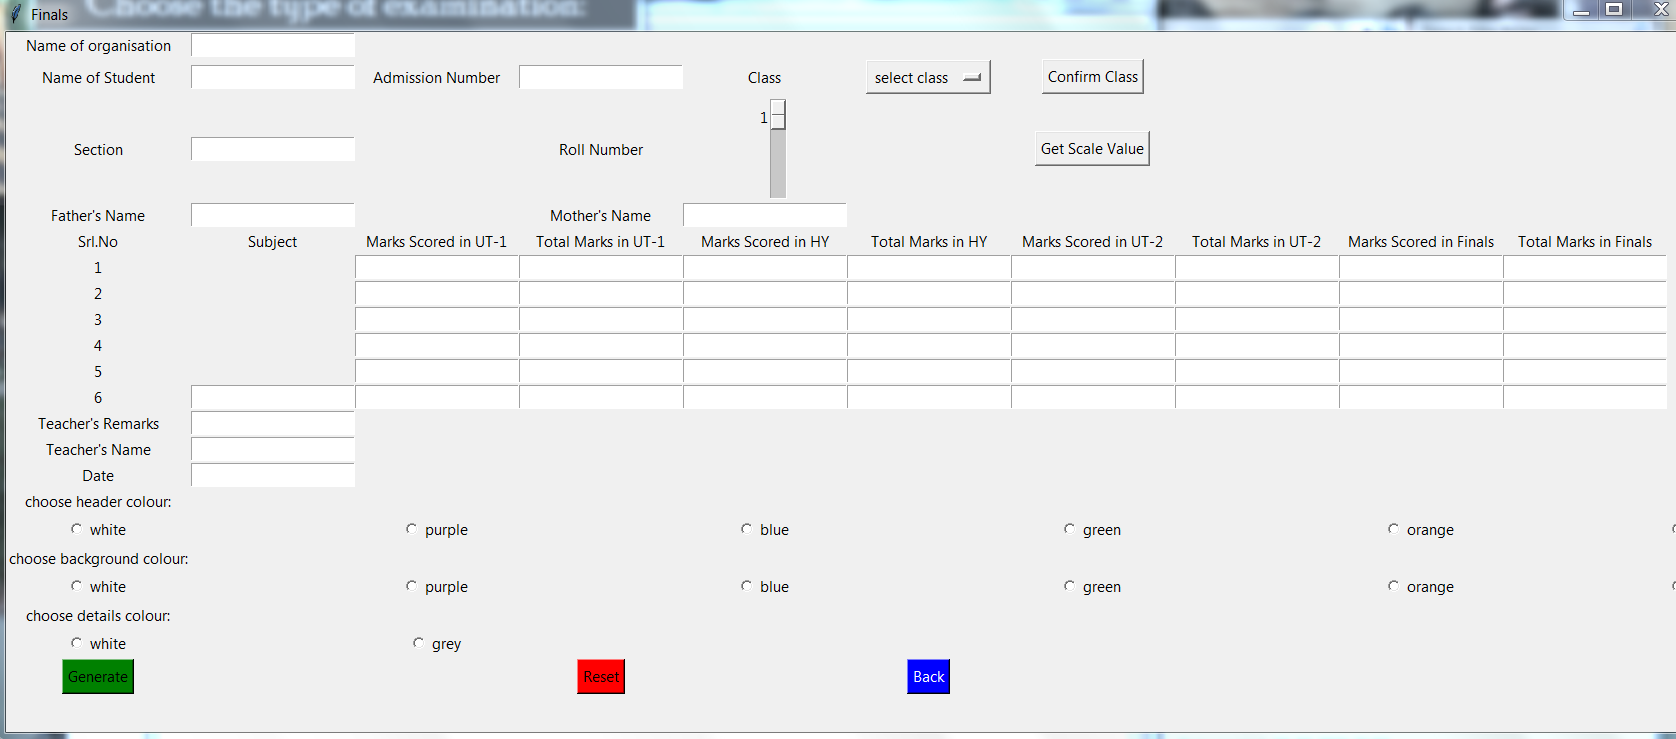 Choose the type of examination:
Finals
Name of organisation
Name of Student Admission Number Class select class Confirm Class
1
Section Roll Number Get Scale Value
Father's Name Mother's Name
Srl.No Subject Marks Scored in UT-1 Total Marks in UT-1 Marks Scored in HY Total Marks in HY Marks Scored in UT-2 Total Marks in UT-2 Marks Scored in Finals Total Marks in Finals
1
2
3
4
5
6
Teacher's Remarks
Teacher's Name
Date
choose header colour:
white purple blue green orange
choose background colour:
white purple blue green orange
choose details colour:
white grey
Generate Reset Back